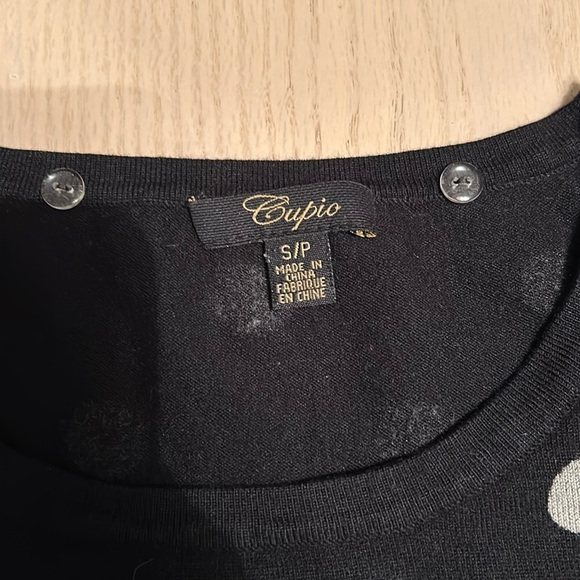 Cupio
S/P
MADE IN
CHINA
FABRIQUE
EN CHINE